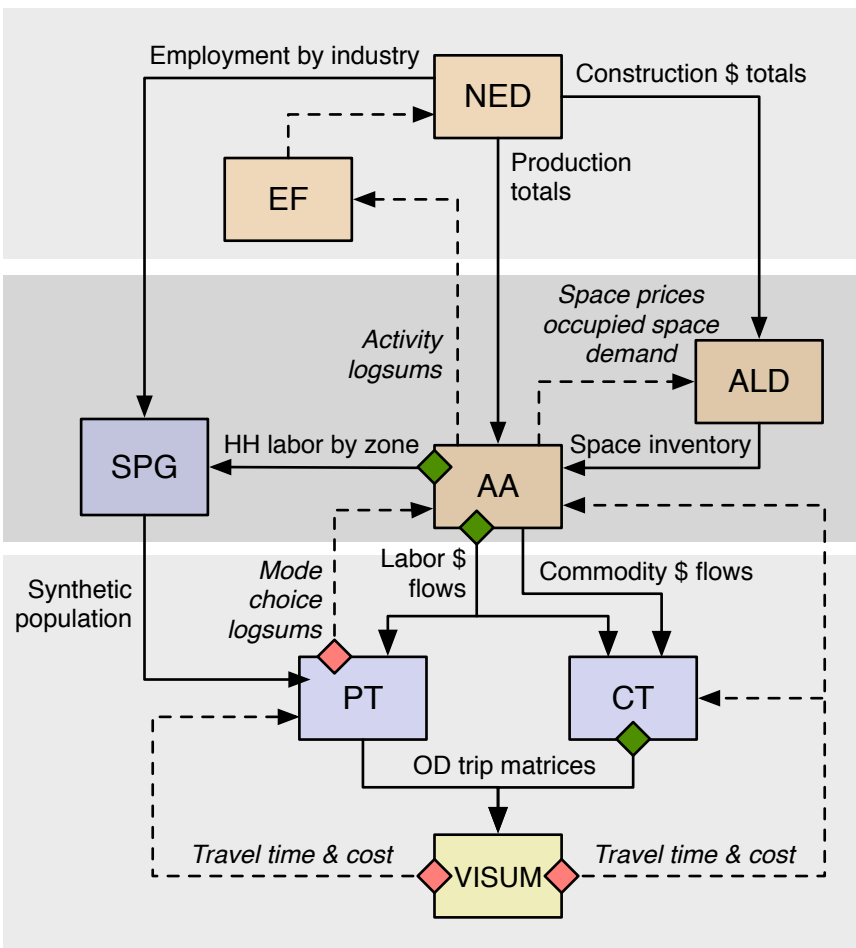 Employment by industry
NED
Construction $ totals
Production
totals
EF
Space prices
occupied space
demand
Activity
logsums
ALD
SPG
HH labor by zone
AA
Space inventory
Synthetic
population
Mode
choice
logsums
Labor $
flows
Commodity $ flows
PT
CT
OD trip matrices
Travel time & cost
VISUM
Travel time & cost